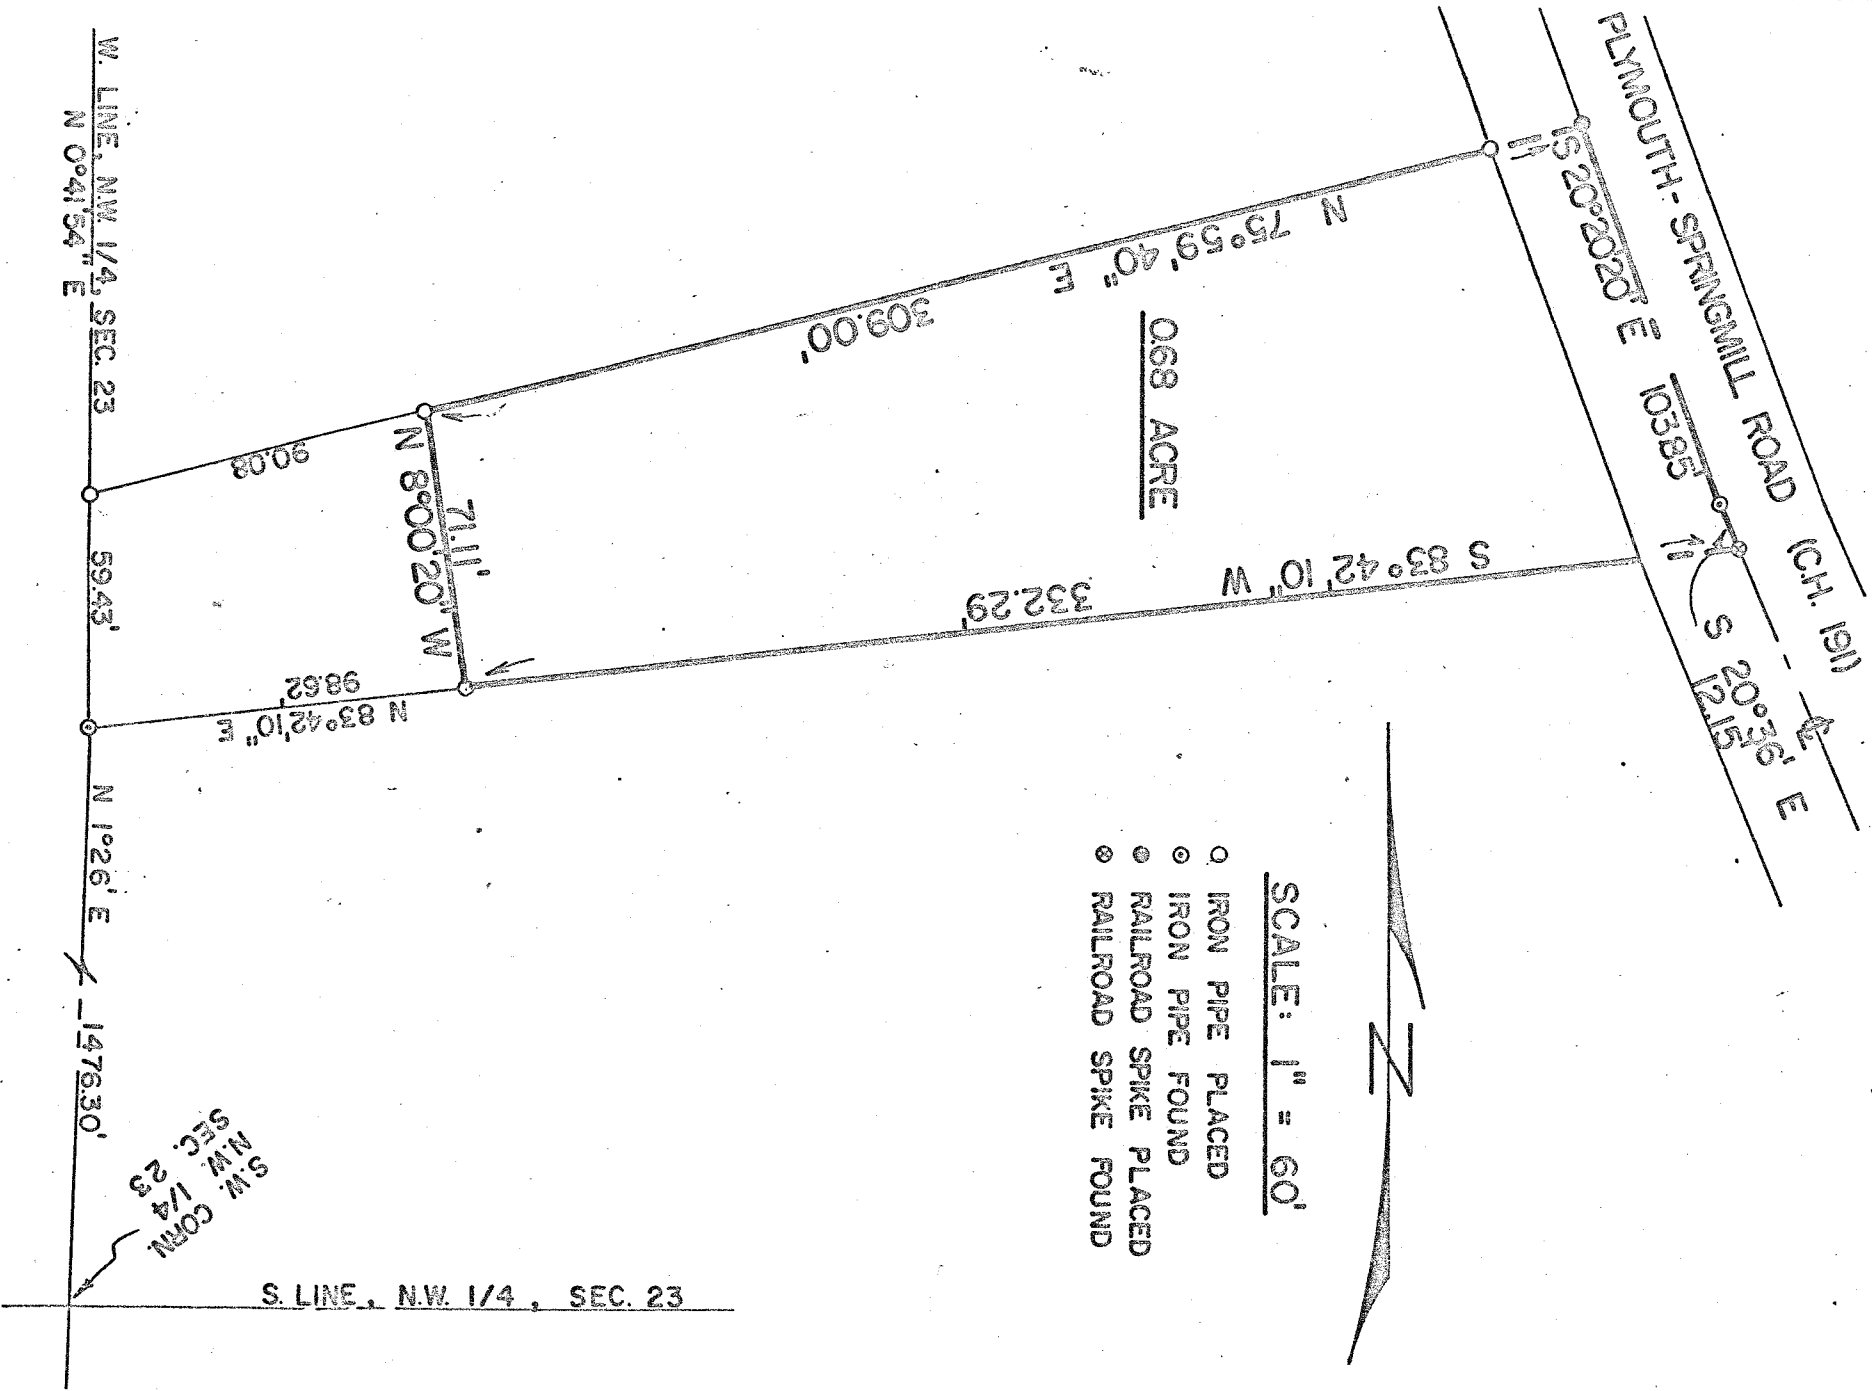 PLYMOUTH - SPRINGMILL ROAD (C.H. 191)
S 20°20'20" E 103.85'
S 20°36' E
12.15'
W. LINE, N.W. 1/4, SEC. 23
N 0°41'54" E
N 75°59'40" E
309.00'
0.68 ACRE
S 83°42'10" W
332.29'
71.11'
N 8°00'20" W
90.08
59.43'
98.62'
N 83°42'10" E
N 1°26' E
1476.30'
S.W. CORN.
N.W. 1/4
SEC. 23
S. LINE, N.W. 1/4, SEC. 23
N
SCALE: 1" = 60'
IRON PIPE PLACED
IRON PIPE FOUND
RAILROAD SPIKE PLACED
RAILROAD SPIKE FOUND